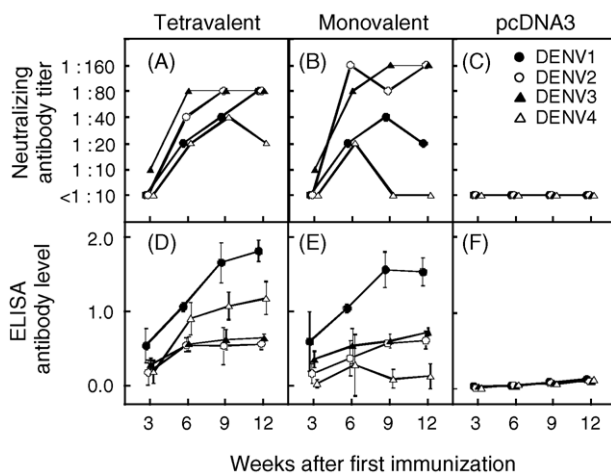 Tetravalent Monovalent pcDNA3
Neutralizing
antibody titer
1:160
1:80
1:40
1:20
1:10
<1:10
(A) (B) (C)
DENV1
DENV2
DENV3
DENV4
ELISA
antibody level
2.0
1.0
0.0
(D) (E) (F)
3 6 9 12 3 6 9 12 3 6 9 12
Weeks after first immunization